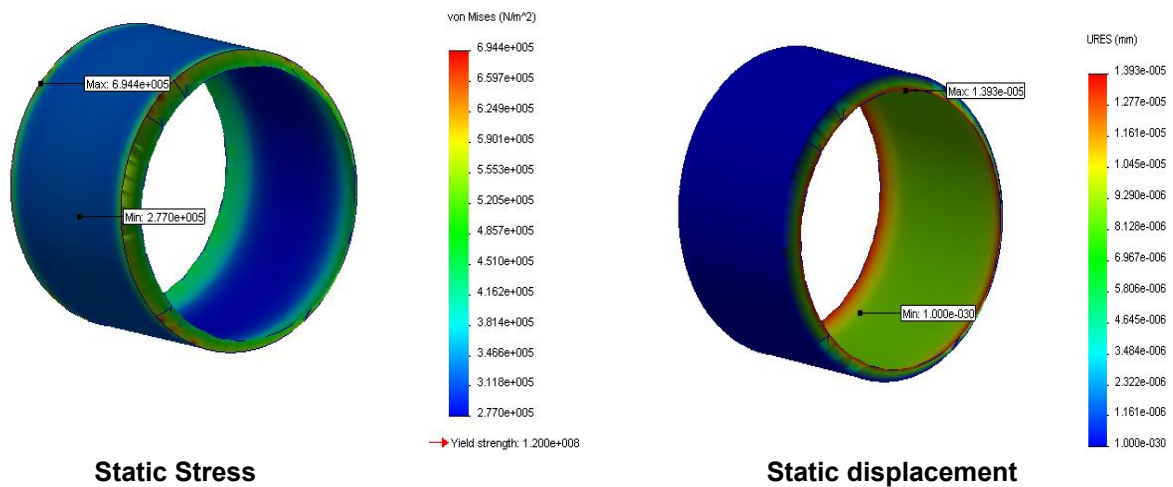 von Mises (N/m^2)
6.944e+005
6.597e+005
6.249e+005
5.901e+005
5.553e+005
5.205e+005
4.857e+005
4.510e+005
4.162e+005
3.814e+005
3.466e+005
3.118e+005
2.770e+005
Yield strength: 1.200e+008
Max: 6.944e+005
Min: 2.770e+005
Static Stress
URES (mm)
1.393e-005
1.277e-005
1.161e-005
1.045e-005
9.290e-006
8.128e-006
6.967e-006
5.806e-006
4.645e-006
3.484e-006
2.322e-006
1.161e-006
1.000e-030
Max: 1.393e-005
Min: 1.000e-030
Static displacement